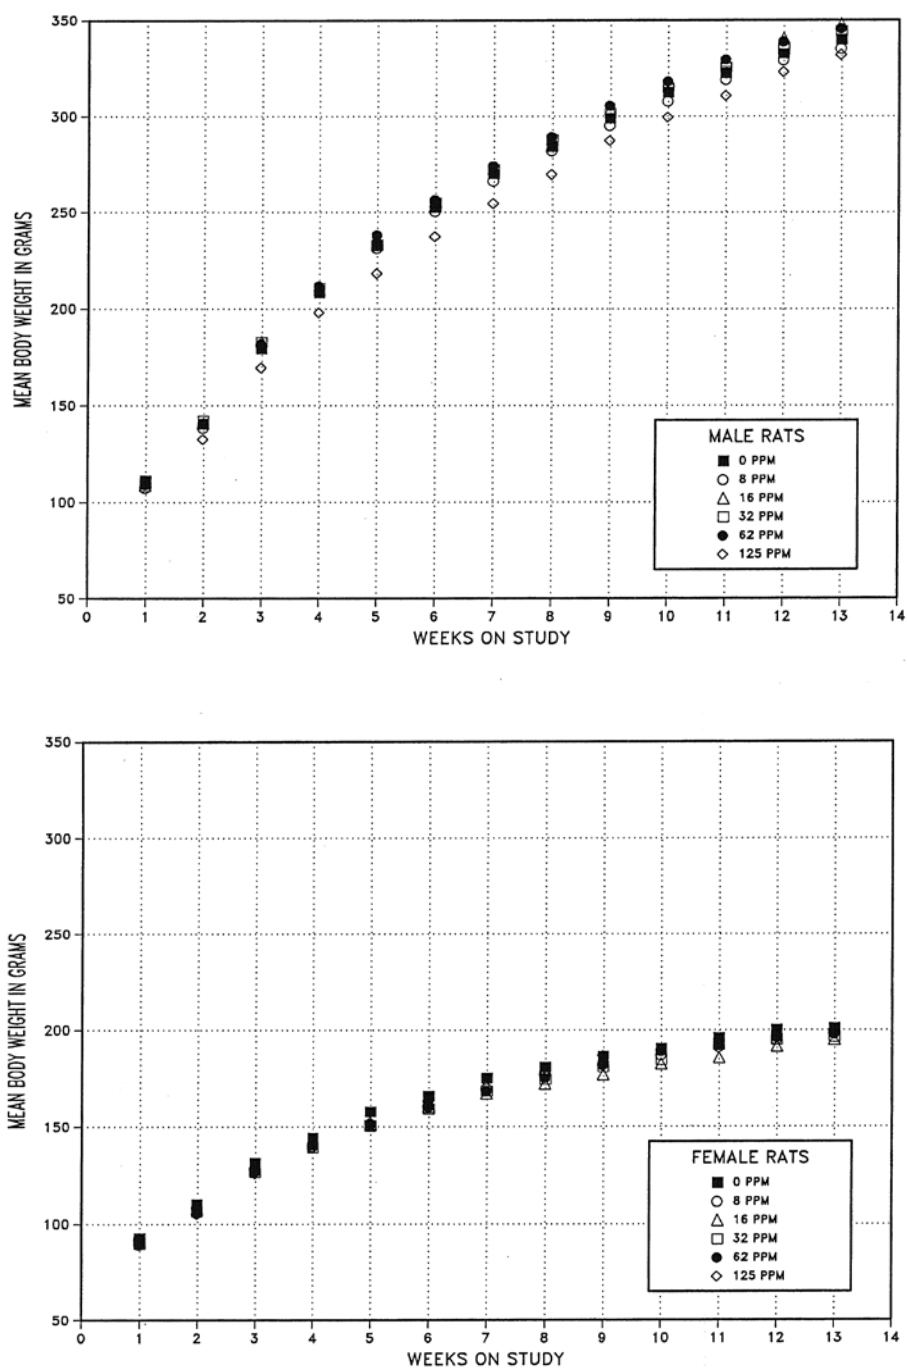 350
300
250
200
150
100
50
MEAN BODY WEIGHT IN GRAMS
MALE RATS
0 PPM
8 PPM
16 PPM
32 PPM
62 PPM
125 PPM
0 1 2 3 4 5 6 7 8 9 10 11 12 13 14
WEEKS ON STUDY
350
300
250
200
150
100
50
MEAN BODY WEIGHT IN GRAMS
FEMALE RATS
0 PPM
8 PPM
16 PPM
32 PPM
62 PPM
125 PPM
0 1 2 3 4 5 6 7 8 9 10 11 12 13 14
WEEKS ON STUDY